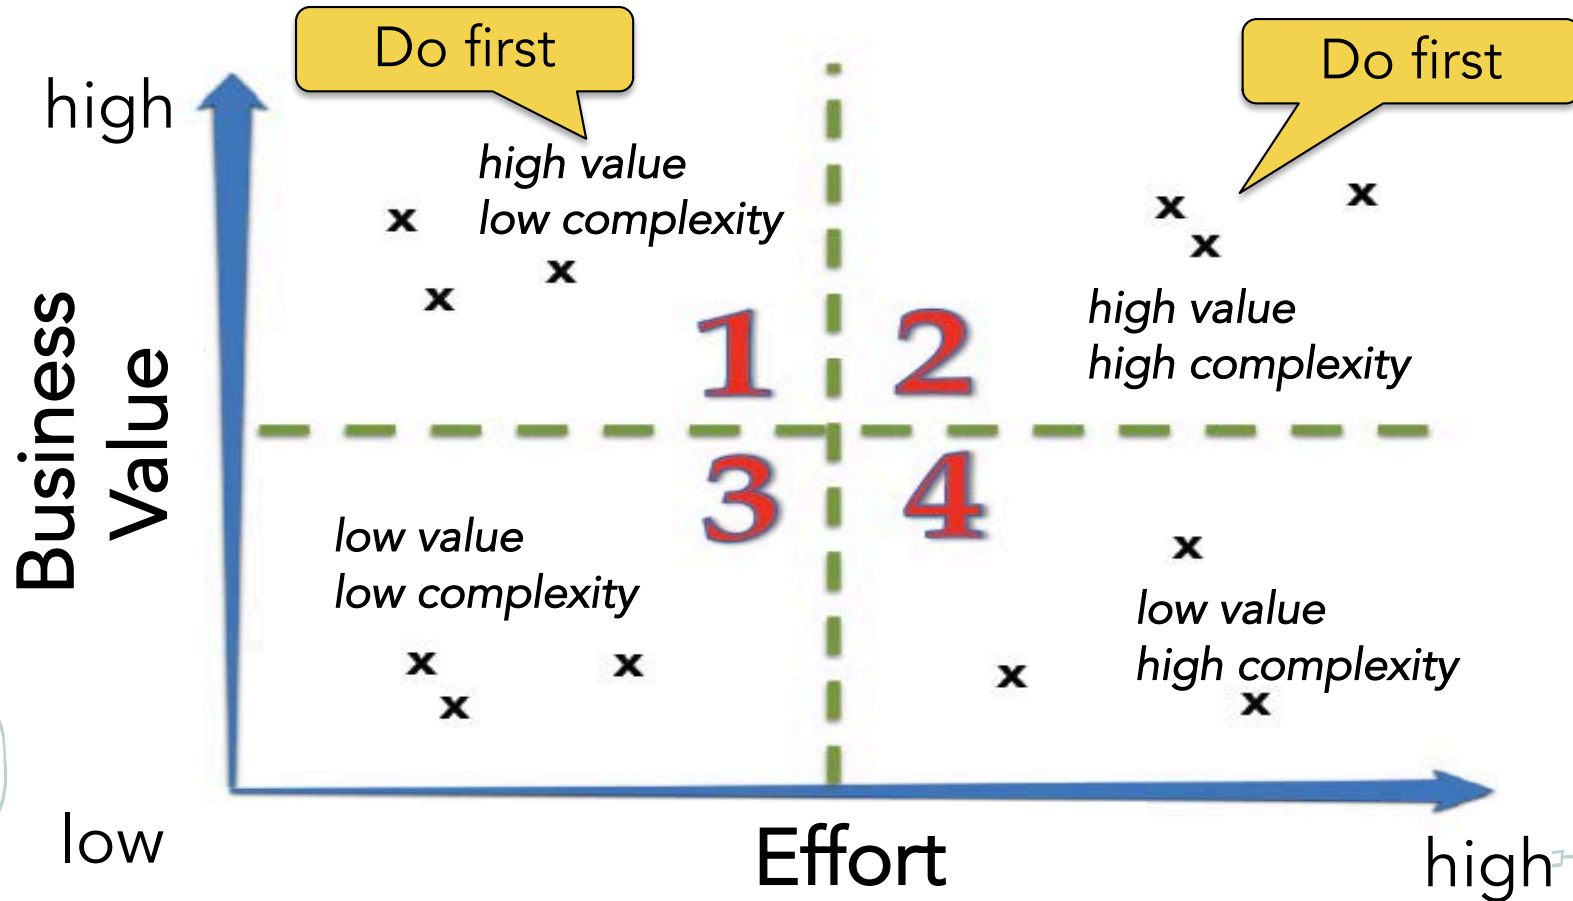 Do first
Do first
high
high value
low complexity
x
x
x
x
x
x
high value
high complexity
1
2
Business
Value
3
4
low value
low complexity
x
x
x
x
low value
high complexity
x
x
low
Effort
high